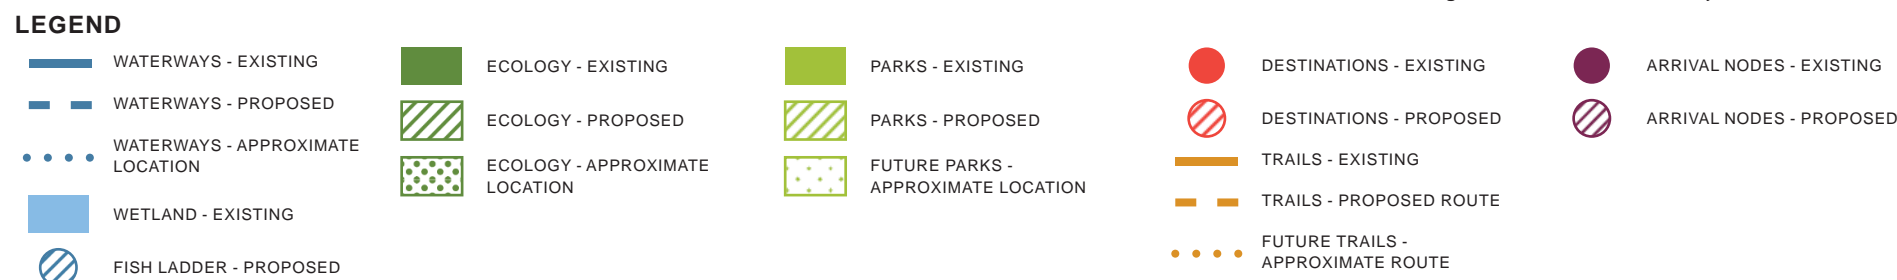 LEGEND
WATERWAYS - EXISTING
WATERWAYS - PROPOSED
WATERWAYS - APPROXIMATE
LOCATION
WETLAND - EXISTING
FISH LADDER - PROPOSED
ECOLOGY - EXISTING
ECOLOGY - PROPOSED
ECOLOGY - APPROXIMATE
LOCATION
PARKS - EXISTING
PARKS - PROPOSED
FUTURE PARKS -
APPROXIMATE LOCATION
DESTINATIONS - EXISTING
DESTINATIONS - PROPOSED
TRAILS - EXISTING
TRAILS - PROPOSED ROUTE
FUTURE TRAILS -
APPROXIMATE ROUTE
ARRIVAL NODES - EXISTING
ARRIVAL NODES - PROPOSED